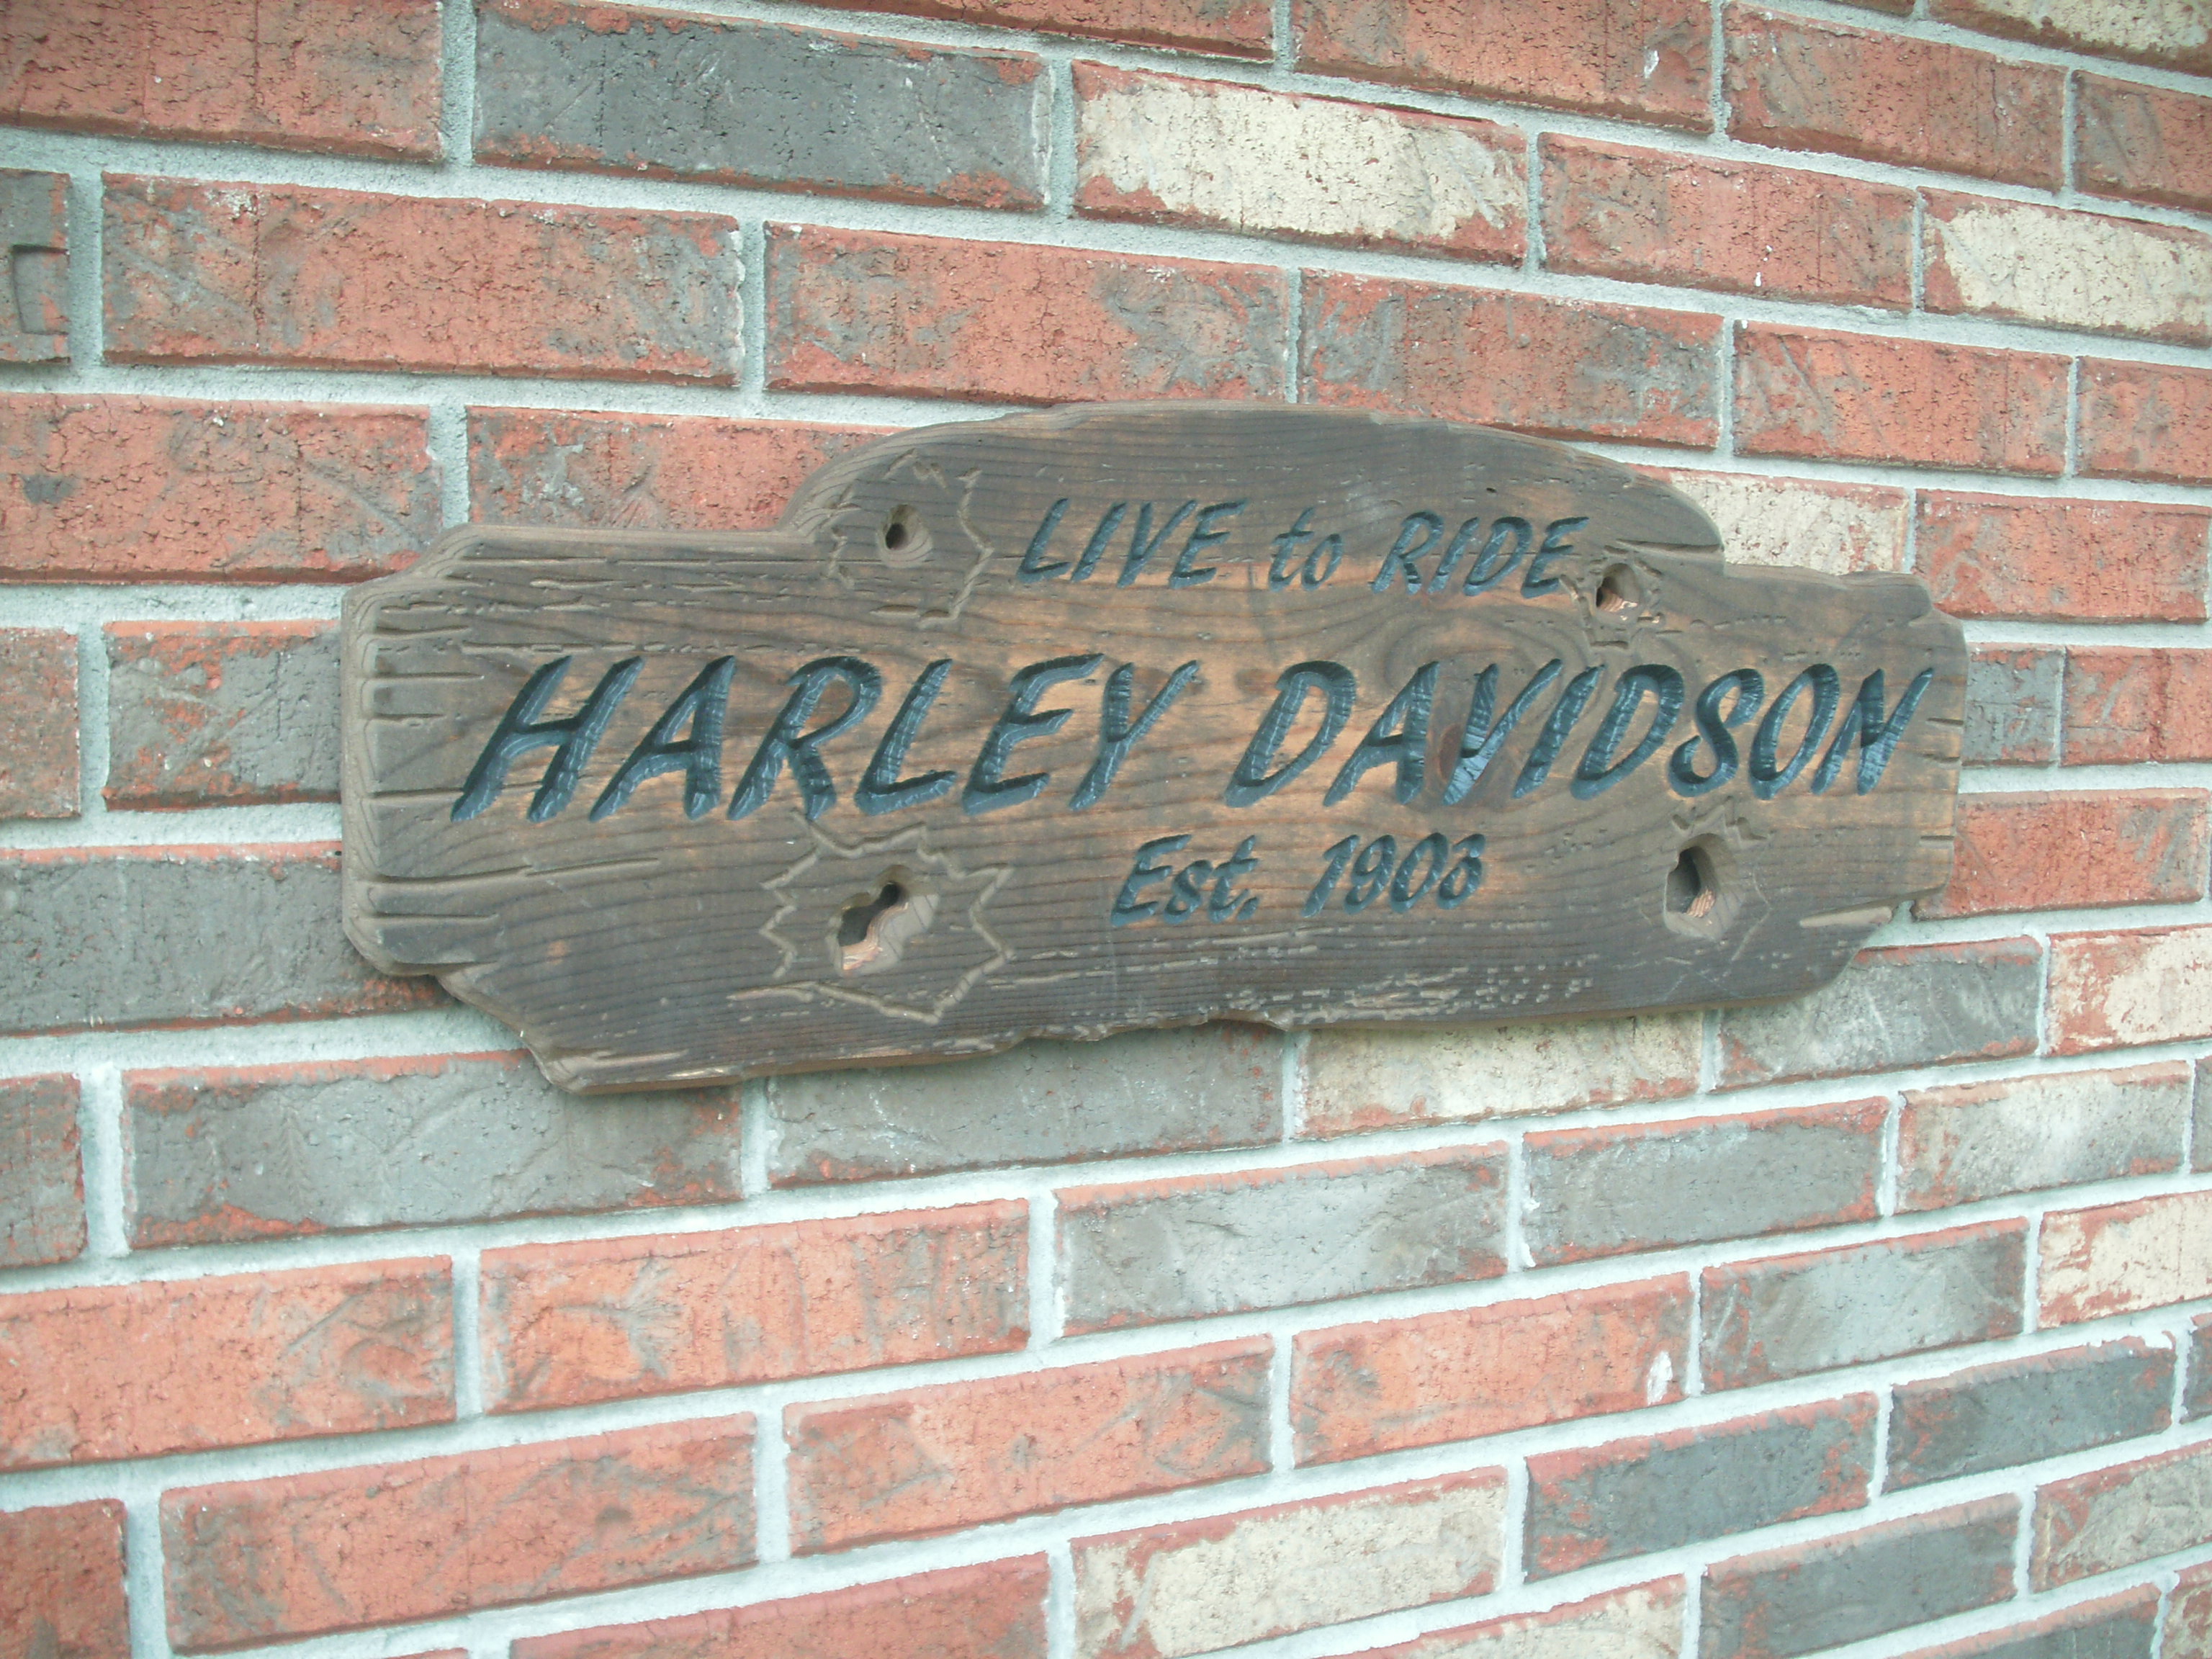 LIVE to RIDE
HARLEY DAVIDSON
Est. 1903